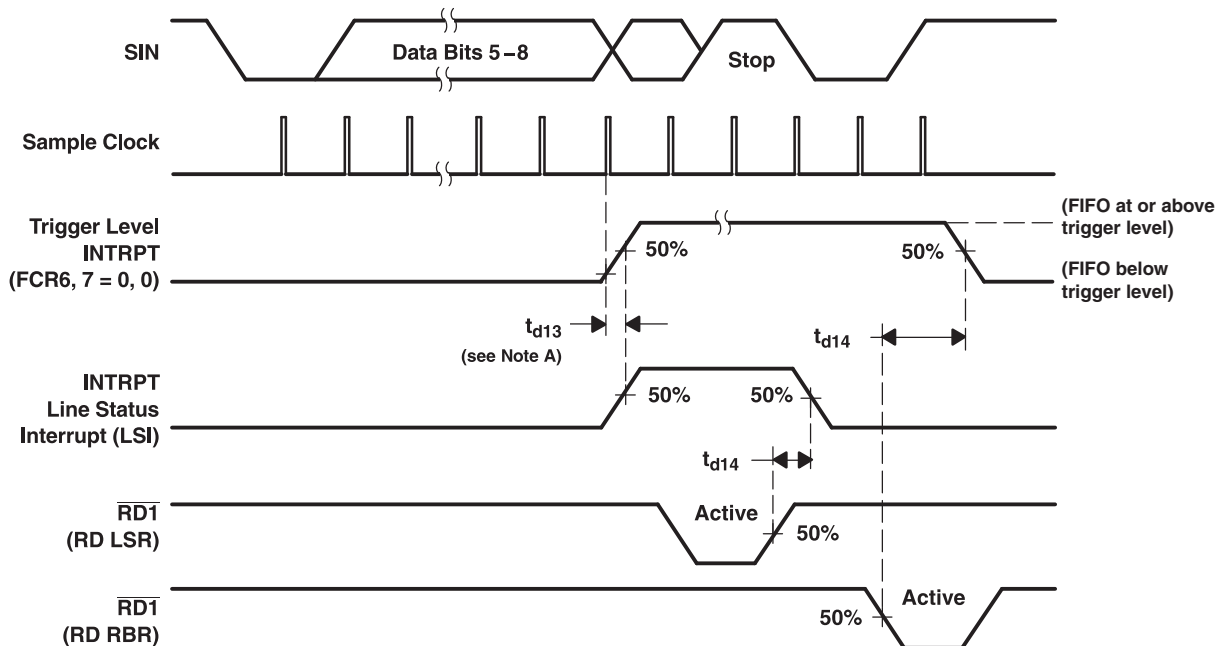 SIN
Data Bits 5–8
Stop
Sample Clock
Trigger Level
INTRPT
(FCR6, 7 = 0, 0)
50%
50%
(FIFO at or above
trigger level)
(FIFO below
trigger level)
td13
(see Note A)
td14
INTRPT
Line Status
Interrupt (LSI)
50%
50%
td14
RD1
(RD LSR)
Active
50%
RD1
(RD RBR)
50%
Active